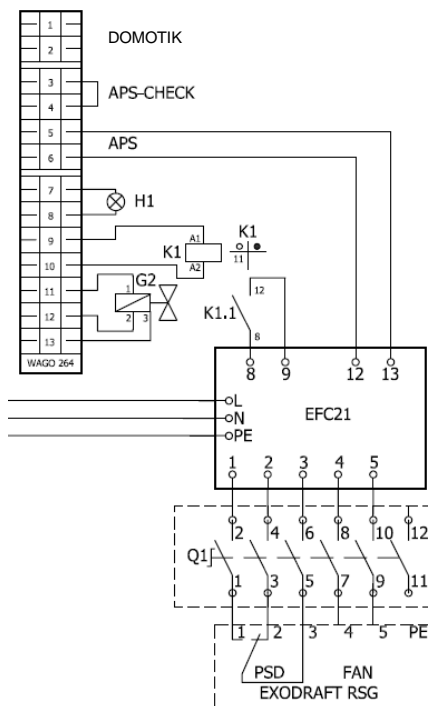 1
DOMOTIK
2
3
APS-CHECK
4
5
APS
6
7
H1
8
9
A1
K1
K1
11
10
A2
G2
11
1
12
K1.1
12
2
3
8
13
WAGO 264
8
9
12
13
L
EFC21
N
PE
1
2
3
4
5
2
4
6
8
10
12
Q1
1
3
5
7
9
11
1
2
3
4
5
PE
PSD
FAN
EXODRAFT RSG